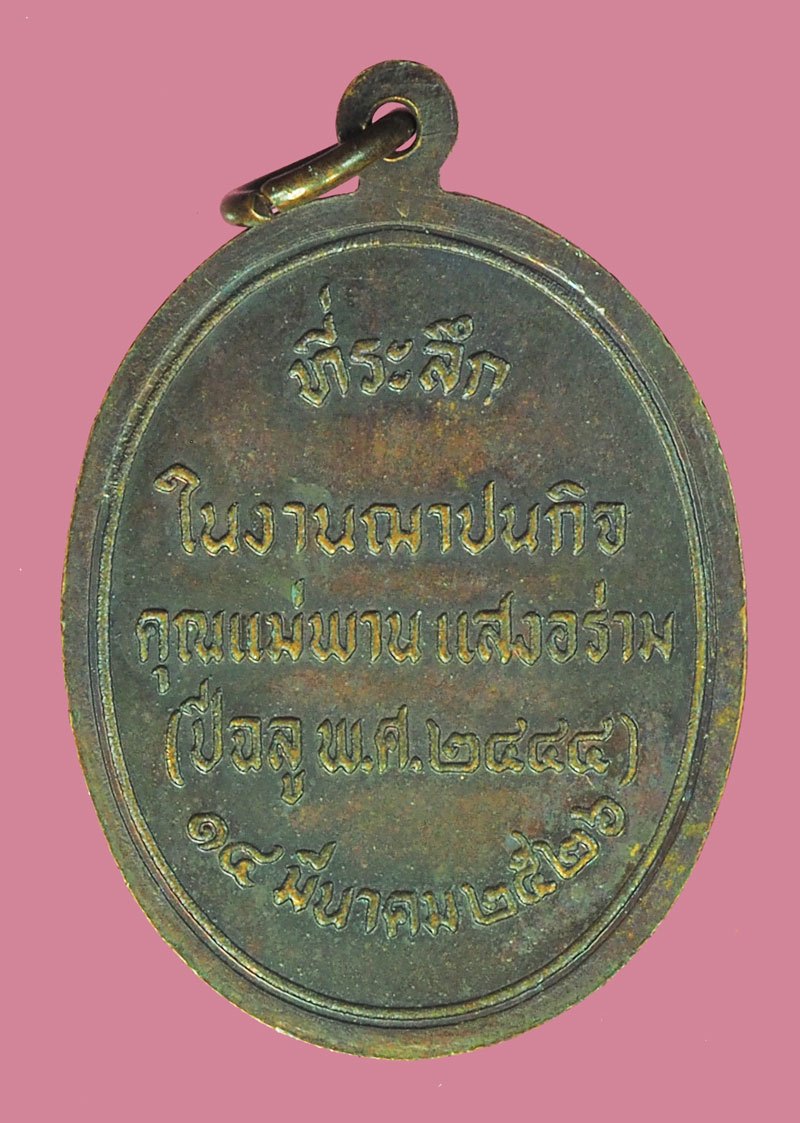 ที่ระลึก
ในงานฌาปนกิจ
คุณแม่พาน แสงอร่าม
(ปีฉลู พ.ศ.๒๔๔๔)
๑๔ มีนาคม ๒๕๒๖